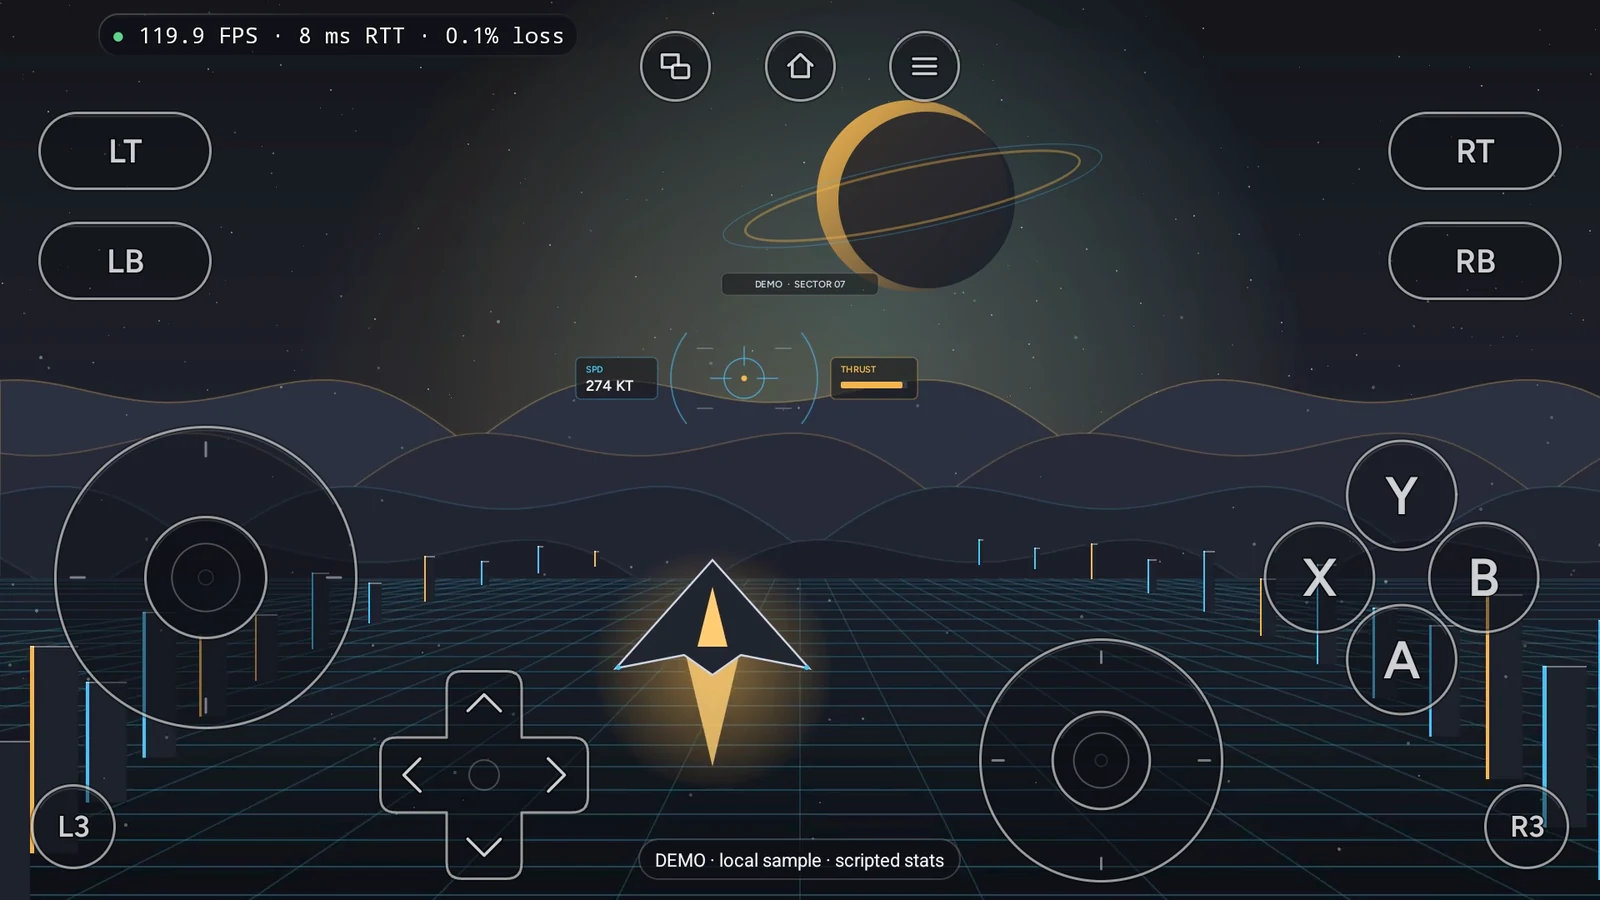 119.9 FPS · 8 ms RTT · 0.1% loss
LT
RT
LB
RB
DEMO · SECTOR 07
SPD
274 KT
THRUST
Y
X
B
A
L3
R3
DEMO · local sample · scripted stats